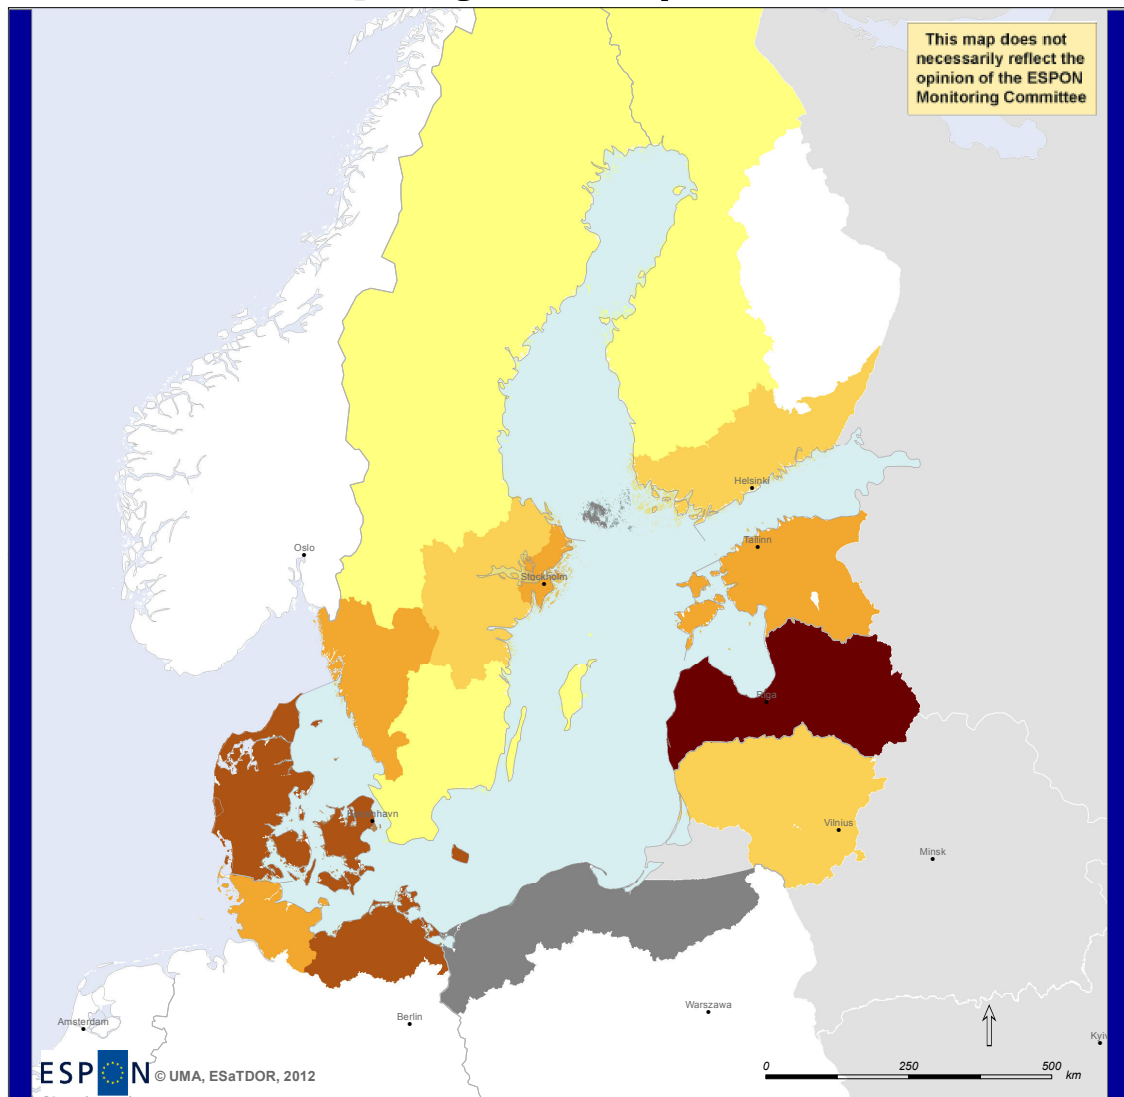 This map does not
necessarily reflect the
opinion of the ESPON
Monitoring Committee
Helsinki
Oslo
Tallinn
Stockholm
Riga
Vilnius
Minsk
Warszawa
Berlin
Amsterdam
ESPON © UMA, ESaTDOR, 2012
0 250 500
km